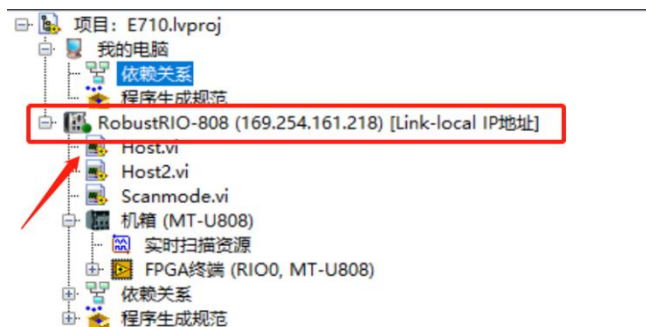 项目：E710.lvproj
我的电脑
依赖关系
程序生成规范
RobustRIO-808 (169.254.161.218) [Link-local IP地址]
Host.vi
Host2.vi
Scanmode.vi
机箱 (MT-U808)
实时扫描资源
FPGA终端 (RIO0, MT-U808)
依赖关系
程序生成规范